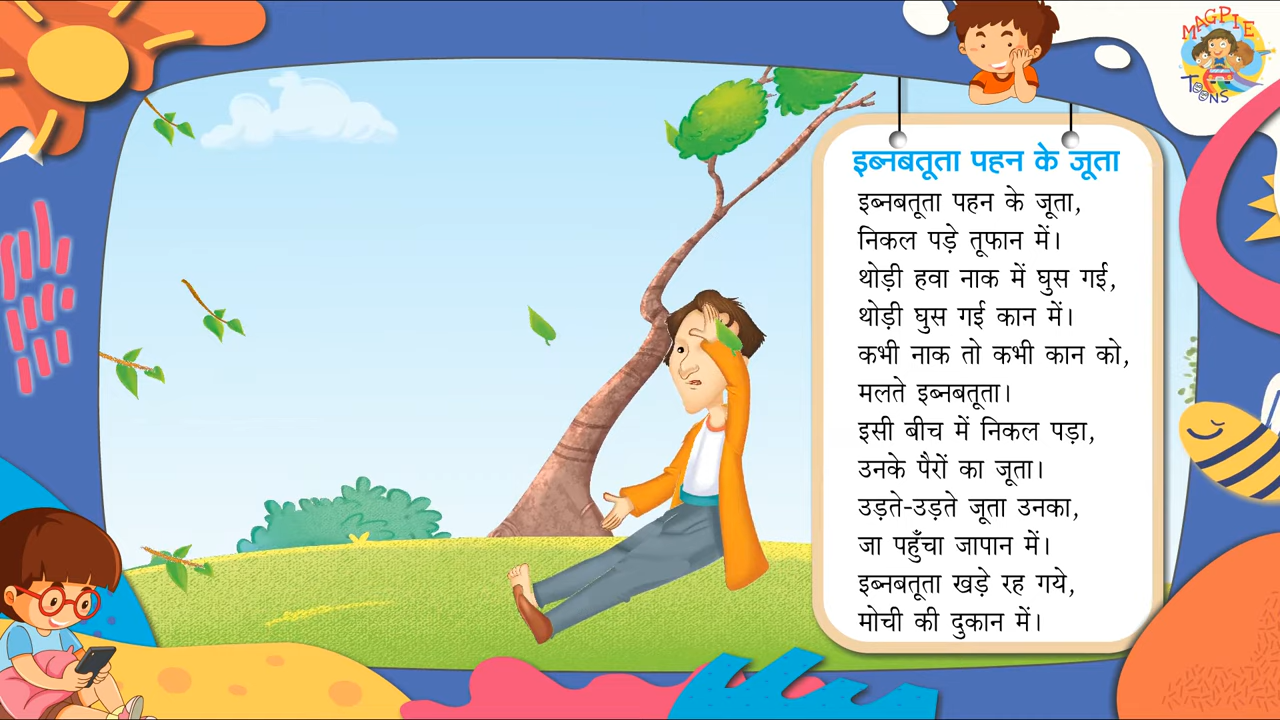 MAGPIE
TOONS
इब्नबतूता पहन के जूता
इब्नबतूता पहन के जूता,
निकल पड़े तूफान में।
थोड़ी हवा नाक में घुस गई,
थोड़ी घुस गई कान में।
कभी नाक तो कभी कान को,
मलते इब्नबतूता।
इसी बीच में निकल पड़ा,
उनके पैरों का जूता।
उड़ते-उड़ते जूता उनका,
जा पहुँचा जापान में।
इब्नबतूता खड़े रह गये,
मोची की दुकान में।